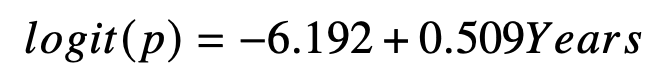 logit(p) = −6.192 + 0.509Years